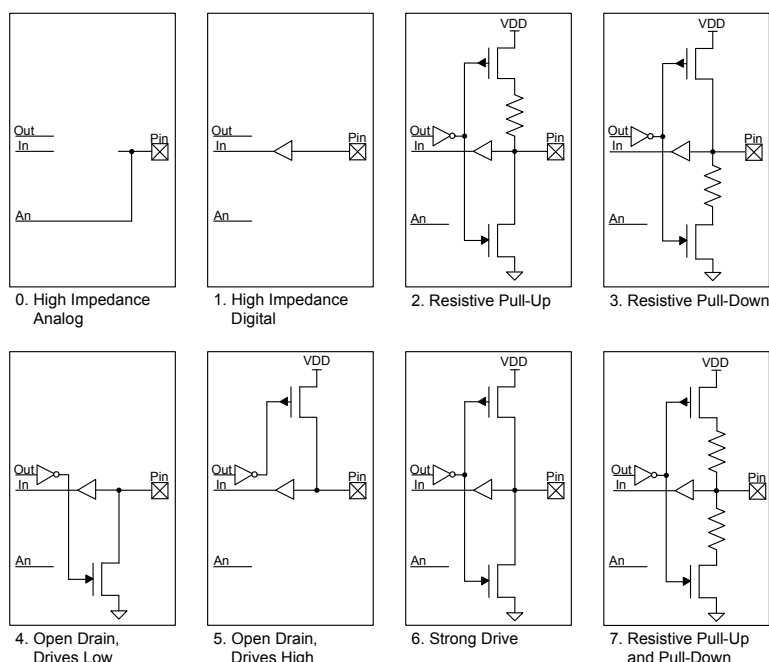 VDD
VDD
Out
In
Pin
An
Out
In
Pin
An
Out
In
Pin
An
Out
In
Pin
An
0. High Impedance
Analog
1. High Impedance
Digital
2. Resistive Pull-Up
3. Resistive Pull-Down
VDD
VDD
VDD
Out
In
Pin
An
Out
In
Pin
An
Out
In
Pin
An
Out
In
Pin
An
4. Open Drain,
Drives Low
5. Open Drain,
Drives High
6. Strong Drive
7. Resistive Pull-Up
and Pull-Down